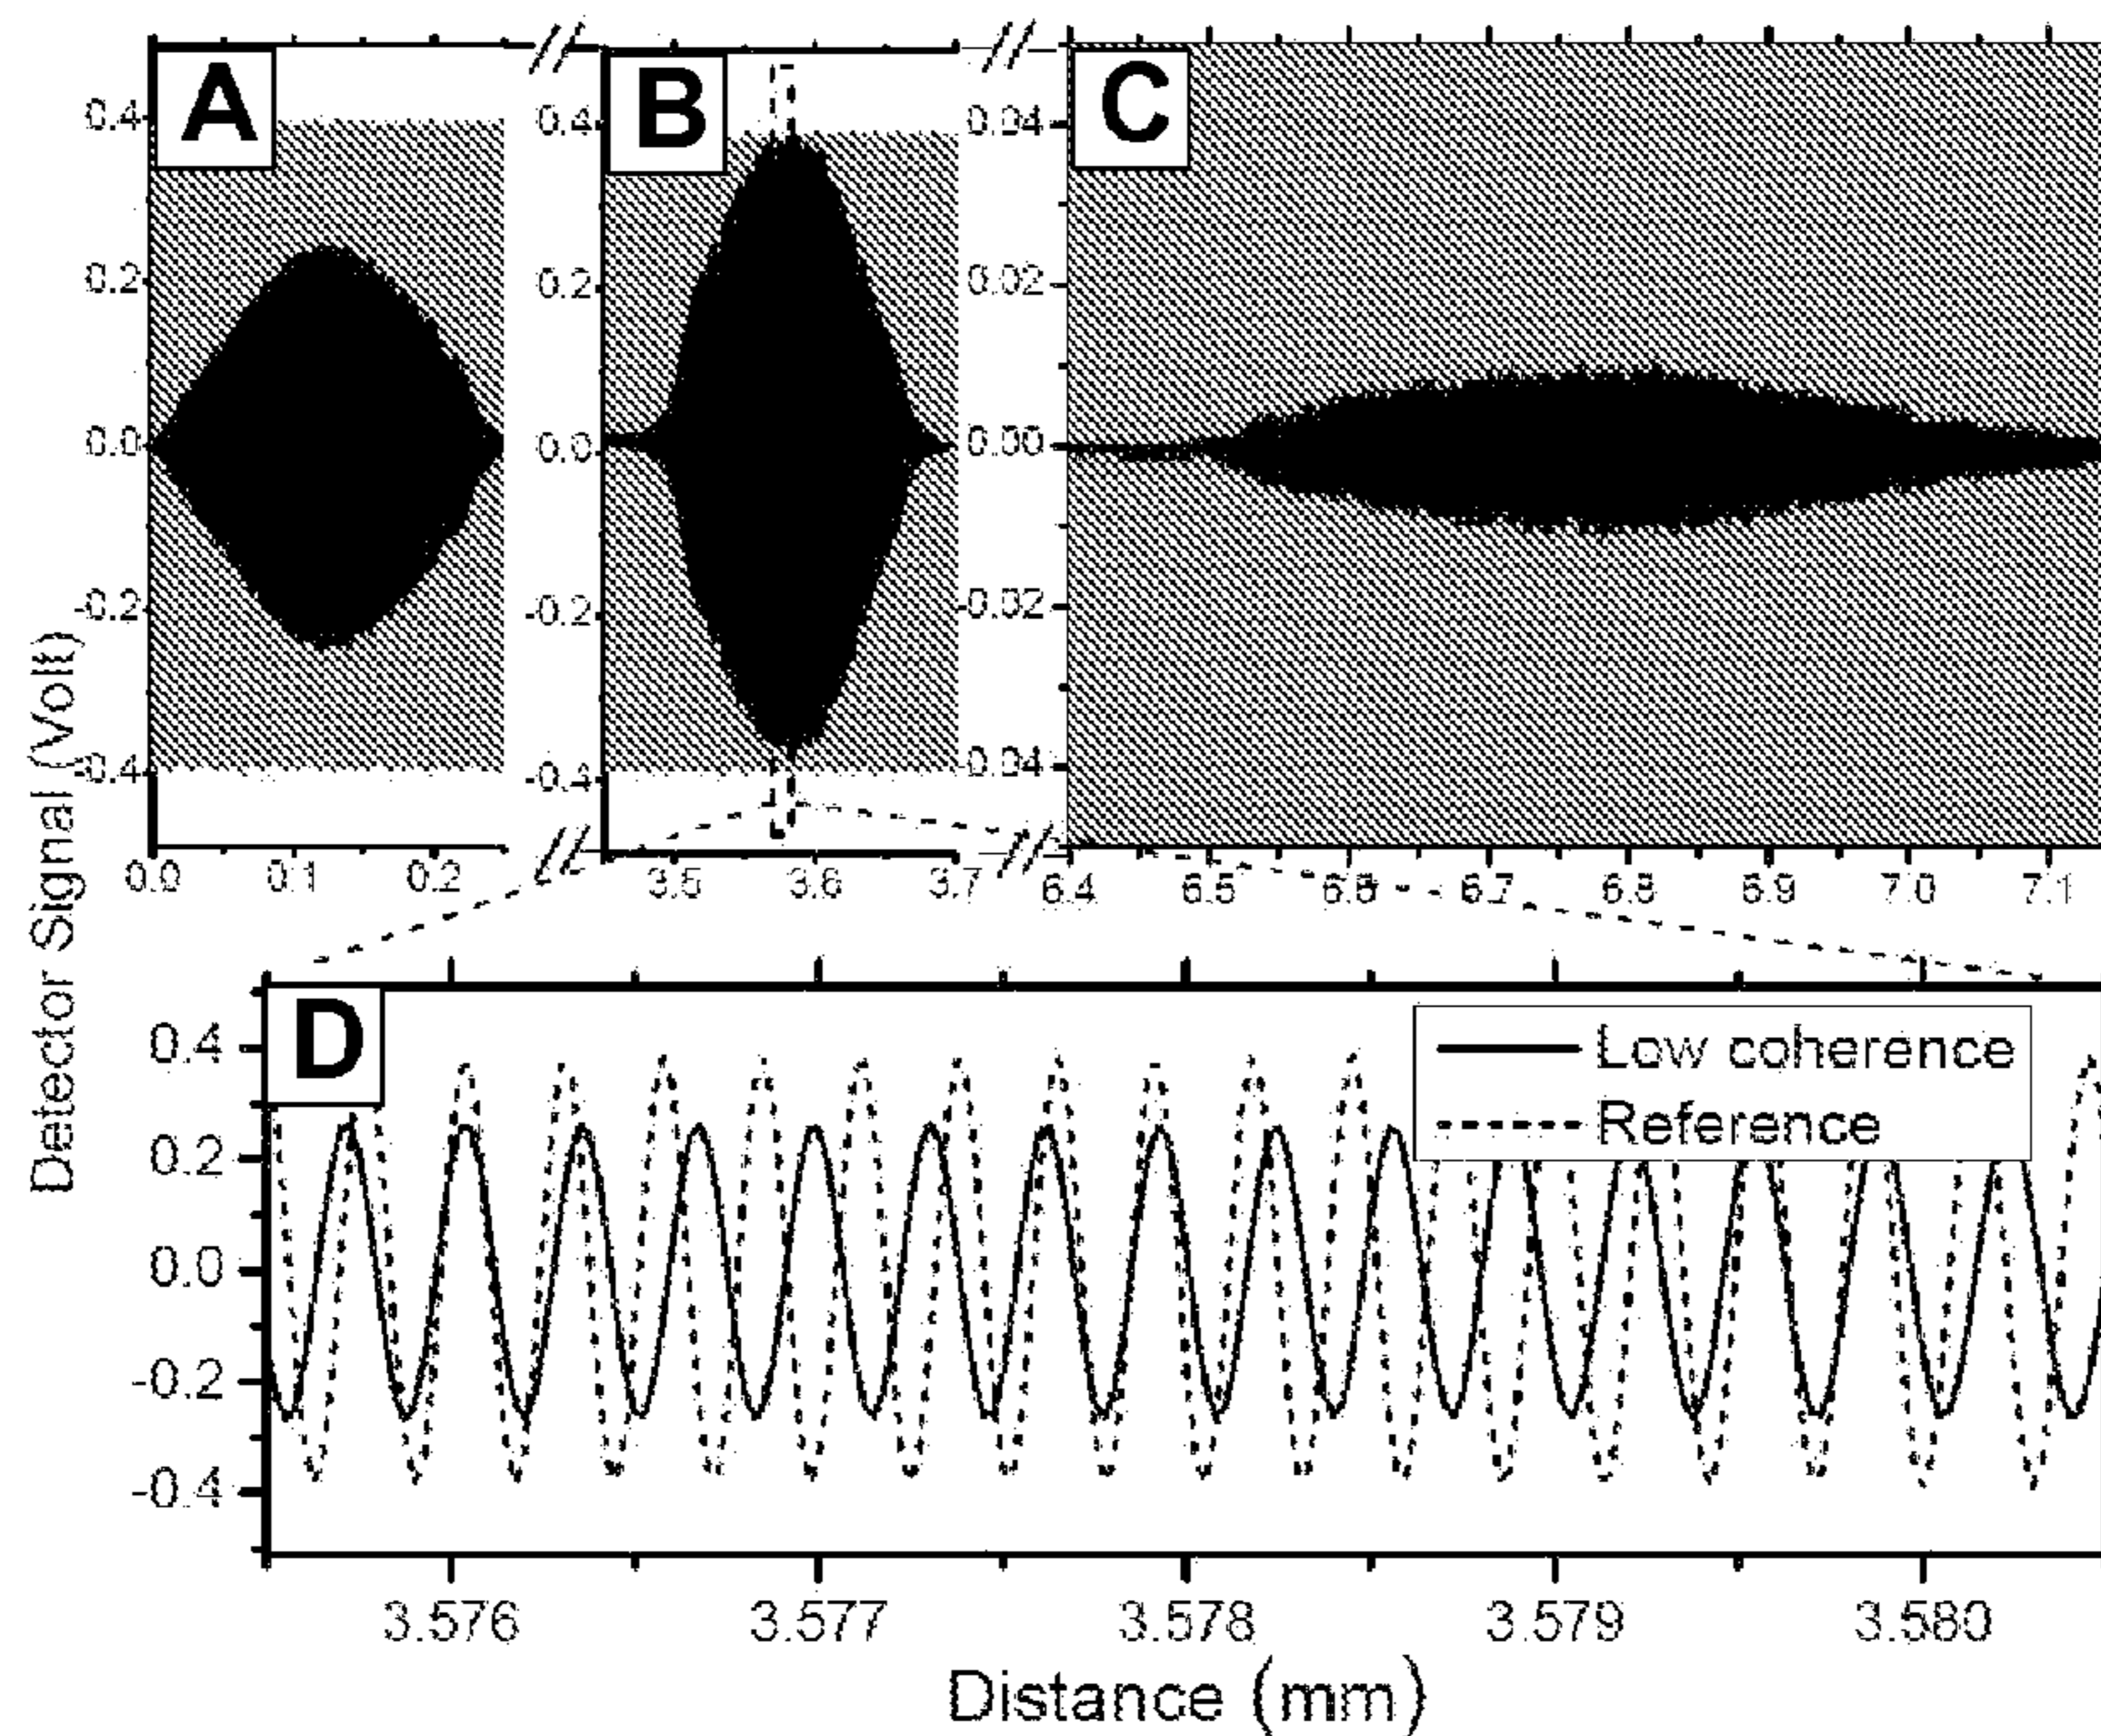 A
B
C
0.4
0.2
0.0
-0.2
-0.4
0.4
0.2
0.0
-0.2
-0.4
0.04
0.02
0.00
-0.02
-0.04
0.0 0.1 0.2 3.5 3.6 3.7 6.4 6.5 6.6 6.7 6.8 6.9 7.0 7.1
Detector Signal (Volt)
D
Low coherence
Reference
0.4
0.2
0.0
-0.2
-0.4
3.576 3.577 3.578 3.579 3.580
Distance (mm)